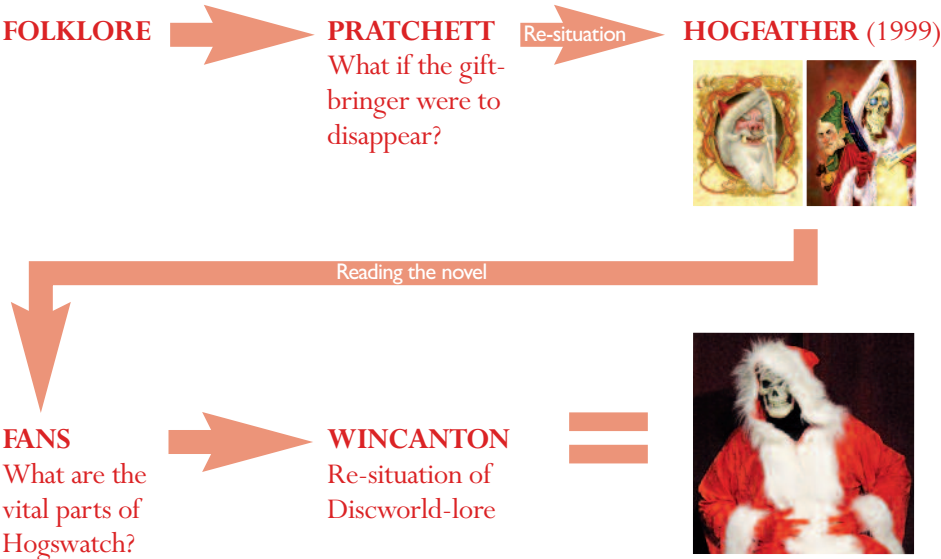 FOLKLORE
PRATCHETT
What if the gift-
bringer were to
disappear?
Re-situation
HOGFATHER (1999)
Reading the novel
FANS
What are the
vital parts of
Hogswatch?
WINCANTON
Re-situation of
Discworld-lore